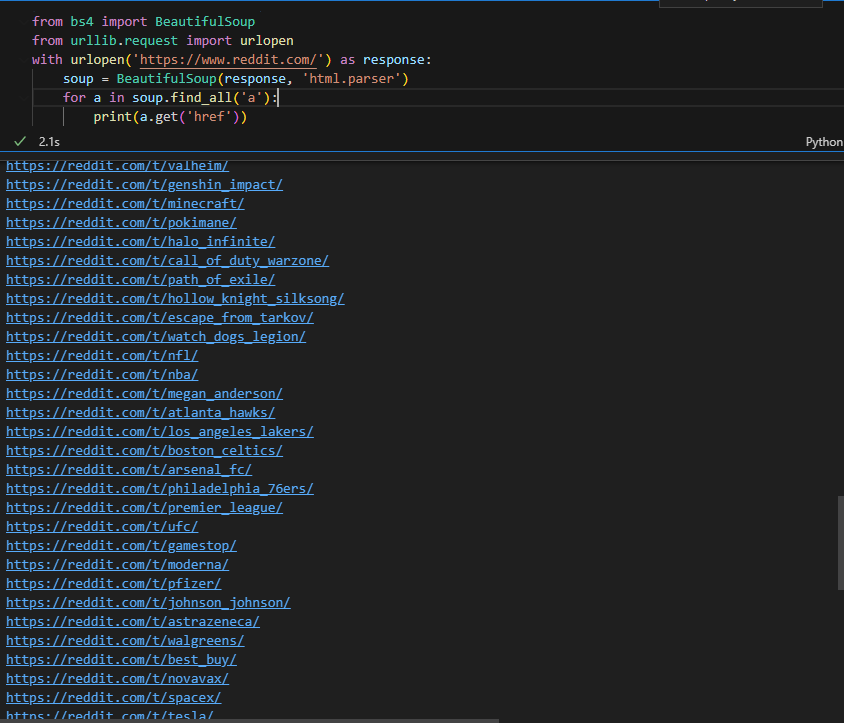 from bs4 import BeautifulSoup
from urllib.request import urlopen
with urlopen('https://www.reddit.com/') as response:
    soup = BeautifulSoup(response, 'html.parser')
    for a in soup.find_all('a'):
        print(a.get('href'))
2.1s Python
https://reddit.com/t/valheim/
https://reddit.com/t/genshin_impact/
https://reddit.com/t/minecraft/
https://reddit.com/t/pokimane/
https://reddit.com/t/halo_infinite/
https://reddit.com/t/call_of_duty_warzone/
https://reddit.com/t/path_of_exile/
https://reddit.com/t/hollow_knight_silksong/
https://reddit.com/t/escape_from_tarkov/
https://reddit.com/t/watch_dogs_legion/
https://reddit.com/t/nfl/
https://reddit.com/t/nba/
https://reddit.com/t/megan_anderson/
https://reddit.com/t/atlanta_hawks/
https://reddit.com/t/los_angeles_lakers/
https://reddit.com/t/boston_celtics/
https://reddit.com/t/arsenal_fc/
https://reddit.com/t/philadelphia_76ers/
https://reddit.com/t/premier_league/
https://reddit.com/t/ufc/
https://reddit.com/t/gamestop/
https://reddit.com/t/moderna/
https://reddit.com/t/pfizer/
https://reddit.com/t/johnson_johnson/
https://reddit.com/t/astrazeneca/
https://reddit.com/t/walgreens/
https://reddit.com/t/best_buy/
https://reddit.com/t/novavax/
https://reddit.com/t/spacex/
https://reddit.com/t/tesla/